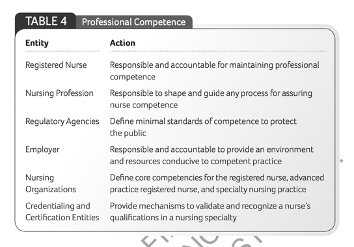 TABLE 4 Professional Competence
Entity Action
Registered Nurse Responsible and accountable for maintaining professional
competence
Nursing Profession Responsible to shape and guide any process for assuring
nurse competence
Regulatory Agencies Define minimal standards of competence to protect
the public
Employer Responsible and accountable to provide an environment
and resources conducive to competent practice
Nursing Define core competencies for the registered nurse, advanced
Organizations practice registered nurse, and specialty nursing practice
Credentialing and Provide mechanisms to validate and recognize a nurse's
Certification Entities qualifications in a nursing specialty